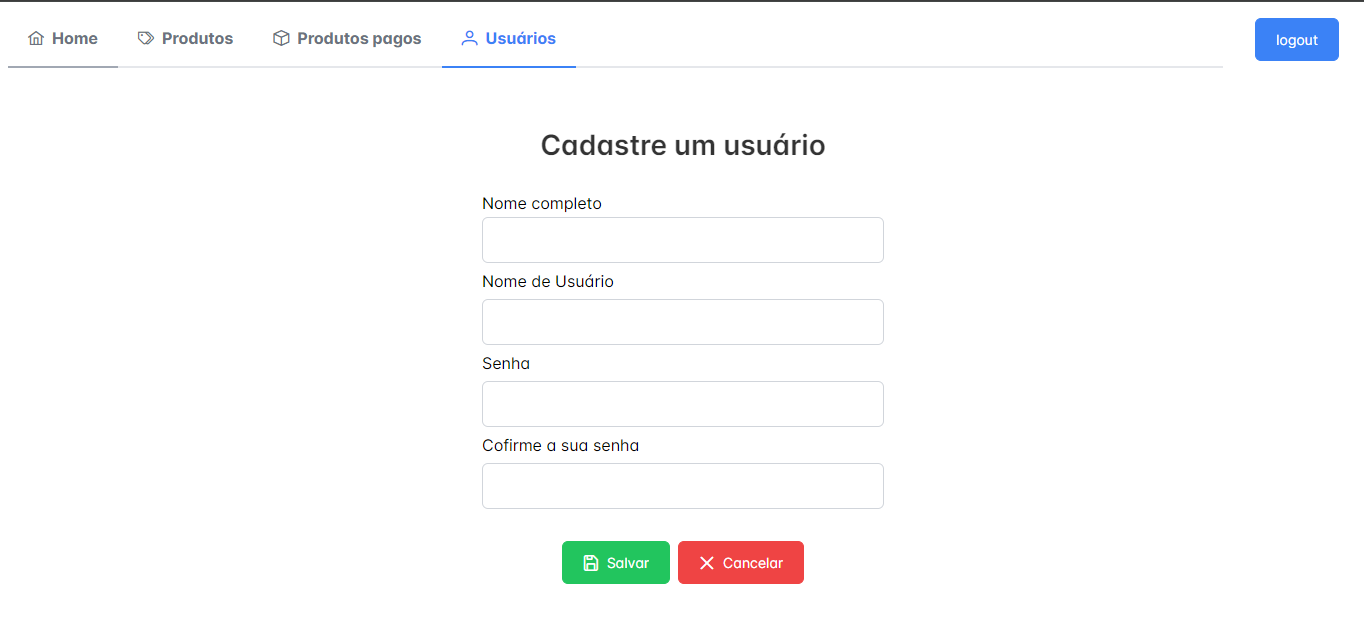 Home Produtos Produtos pagos Usuários logout
Cadastre um usuário
Nome completo
Nome de Usuário
Senha
Cofirme a sua senha
Salvar Cancelar